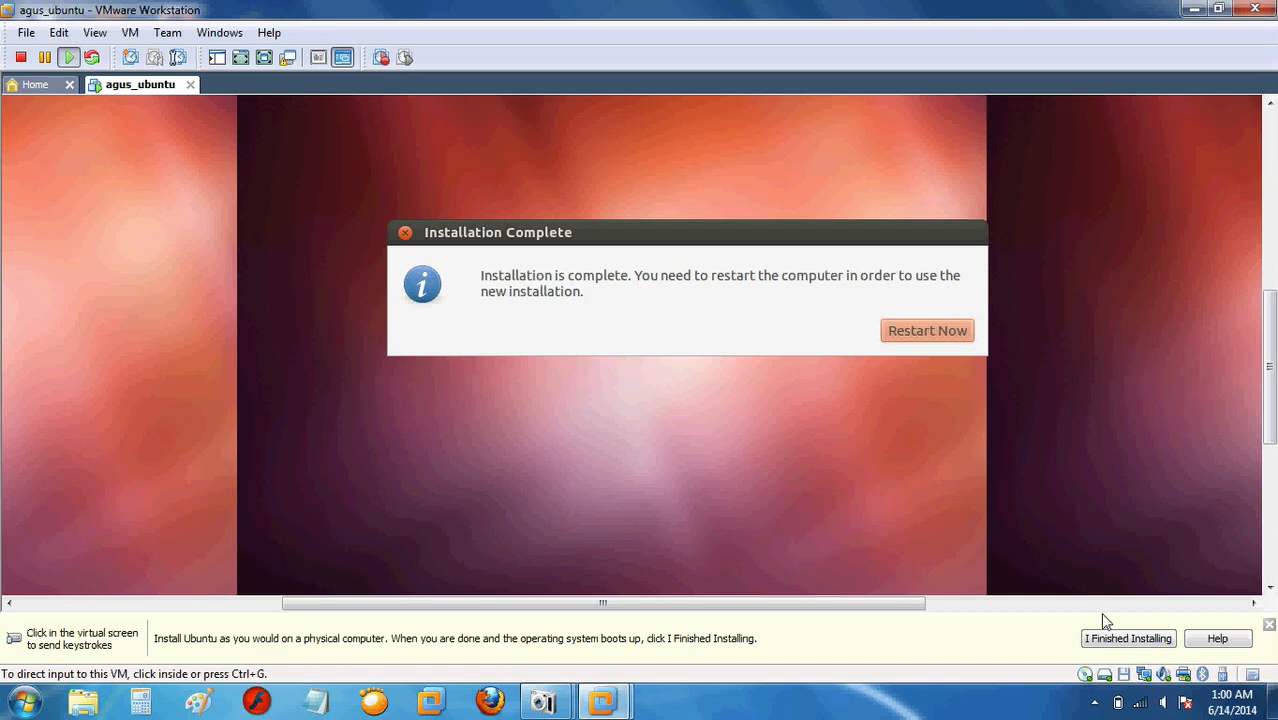 agus_ubuntu - VMware Workstation
File Edit View VM Team Windows Help
Home agus_ubuntu
Installation Complete
Installation is complete. You need to restart the computer in order to use the
new installation.
Restart Now
Click in the virtual screen
to send keystrokes
Install Ubuntu as you would on a physical computer. When you are done and the operating system boots up, click I Finished Installing.
I Finished Installing
Help
To direct input to this VM, click inside or press Ctrl+G.
1:00 AM
6/14/2014